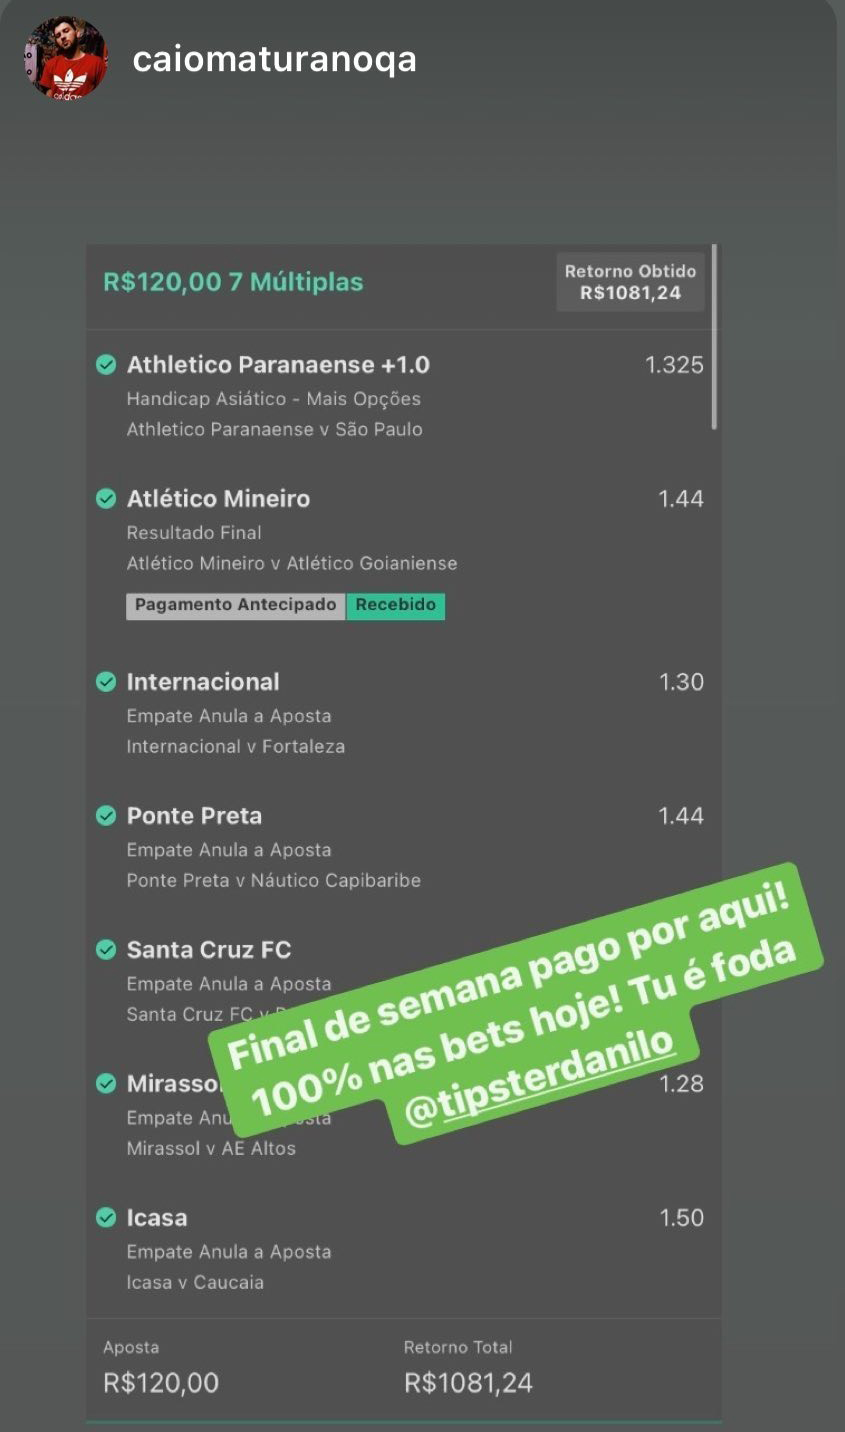 caiomaturanoqa
R$120,00 7 Múltiplas
Retorno Obtido
R$1081,24
Athletico Paranaense +1.0 1.325
Handicap Asiático - Mais Opções
Athletico Paranaense v São Paulo
Atlético Mineiro 1.44
Resultado Final
Atlético Mineiro v Atlético Goianiense
Pagamento Antecipado Recebido
Internacional 1.30
Empate Anula a Aposta
Internacional v Fortaleza
Ponte Preta 1.44
Empate Anula a Aposta
Ponte Preta v Náutico Capibaribe
Santa Cruz FC
Empate Anula a Aposta
Santa Cruz FC v
Final de semana pago por aqui!
100% nas bets hoje! Tu é foda
@tipsterdanilo
Mirassol 1.28
Empate
Mirassol v AE Altos
Icasa 1.50
Empate Anula a Aposta
Icasa v Caucaia
Aposta Retorno Total
R$120,00 R$1081,24